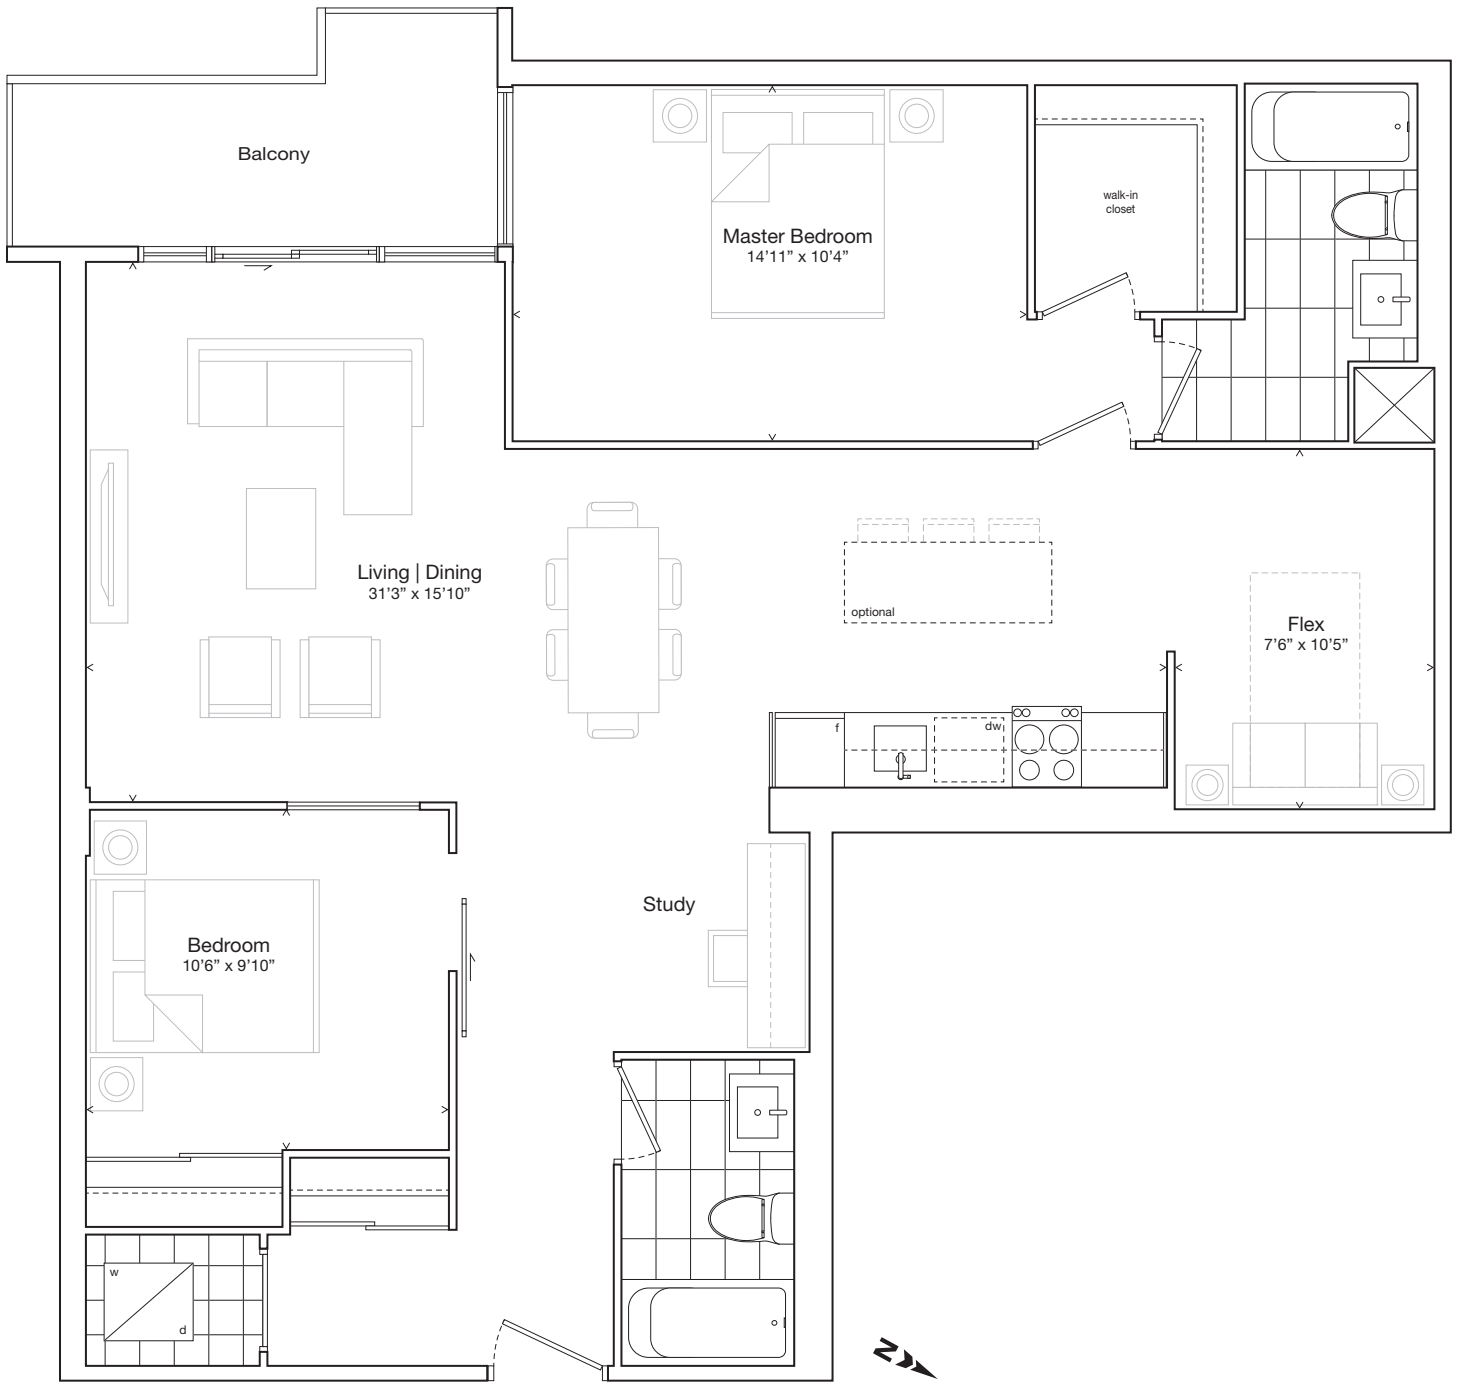 Balcony
walk-in
closet
Master Bedroom
14’11” x 10’4”
Living | Dining
31’3” x 15’10”
optional
Flex
7’6” x 10’5”
f
dw
Study
Bedroom
10’6” x 9’10”
w
d
N